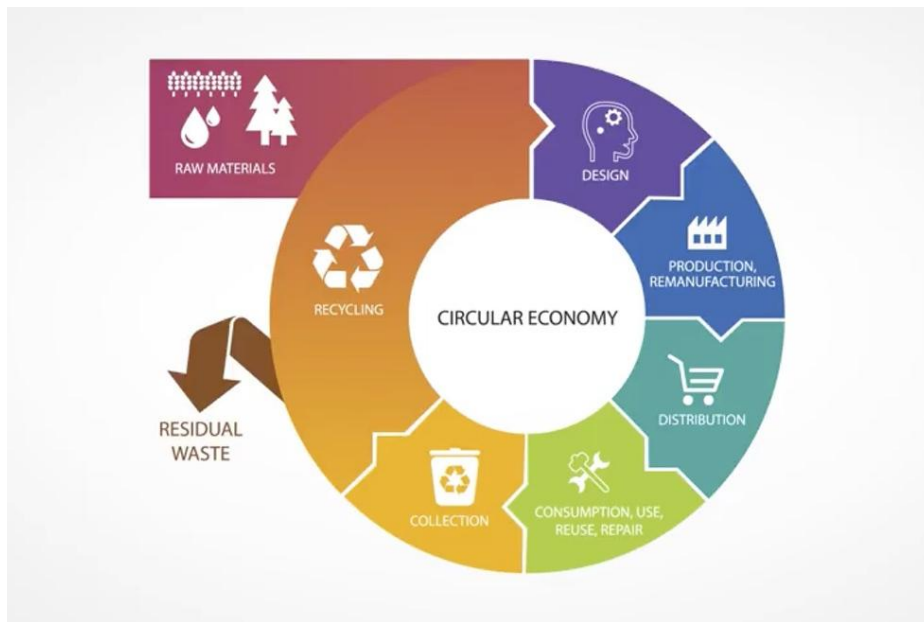 RAW MATERIALS
DESIGN
PRODUCTION,
REMANUFACTURING
RECYCLING
CIRCULAR ECONOMY
DISTRIBUTION
RESIDUAL
WASTE
COLLECTION
CONSUMPTION, USE,
REUSE, REPAIR